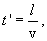 t' = l/v,